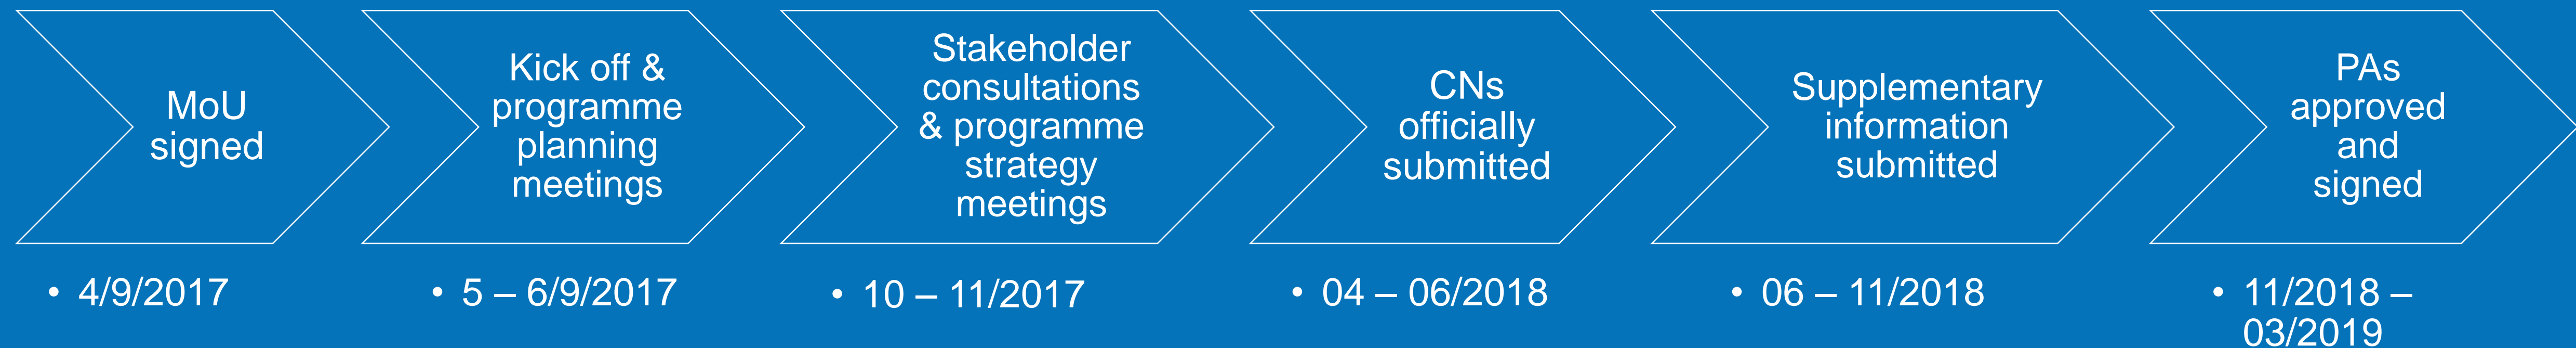 MoU
signed
Kick off &
programme
planning
meetings
Stakeholder
consultations
& programme
strategy
meetings
CNs
officially
submitted
Supplementary
information
submitted
PAs
approved
and
signed
• 4/9/2017
• 5 – 6/9/2017
• 10 – 11/2017
• 04 – 06/2018
• 06 – 11/2018
• 11/2018 –
03/2019